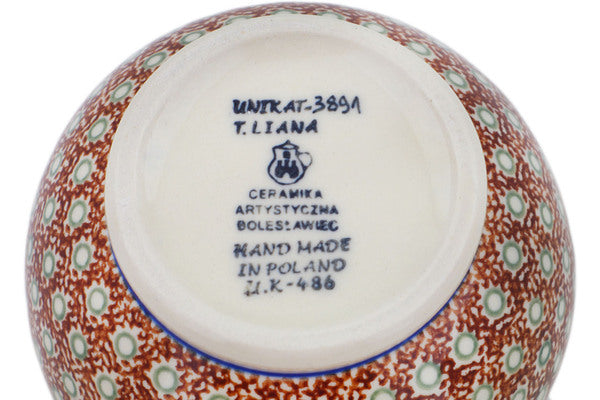 UNIKAT-3891
T.LIANA
CERAMIKA
ARTYSTYCZNA
BOLESŁAWIEC
HAND MADE
IN POLAND
U.K-486